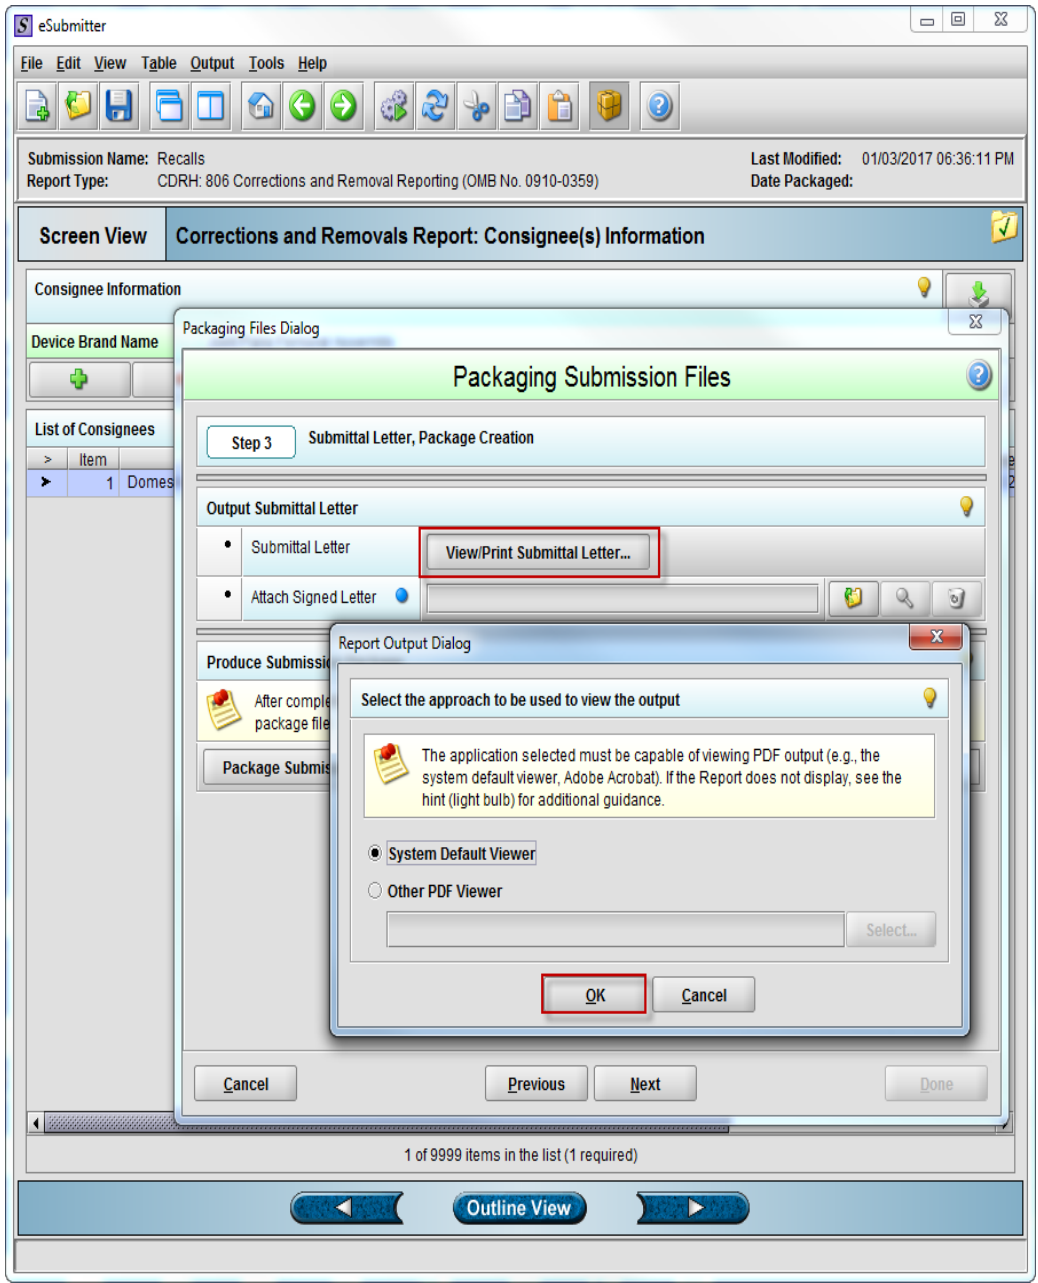 S eSubmitter
File Edit View Table Output Tools Help
Submission Name: Recalls
Last Modified: 01/03/2017 06:36:11 PM
Report Type: CDRH: 806 Corrections and Removal Reporting (OMB No. 0910-0359)
Date Packaged:
Screen View
Corrections and Removals Report: Consignee(s) Information
Consignee Information
Packaging Files Dialog
Device Brand Name
Packaging Submission Files
List of Consignees
Step 3
Submittal Letter, Package Creation
> Item
1 Domes
Output Submittal Letter
• Submittal Letter
View/Print Submittal Letter...
• Attach Signed Letter
Report Output Dialog
Produce Submissi
Select the approach to be used to view the output
After comple
package file
The application selected must be capable of viewing PDF output (e.g., the
system default viewer, Adobe Acrobat). If the Report does not display, see the
hint (light bulb) for additional guidance.
Package Submis
System Default Viewer
Other PDF Viewer
Select...
OK
Cancel
Cancel
Previous
Next
Done
1 of 9999 items in the list (1 required)
Outline View